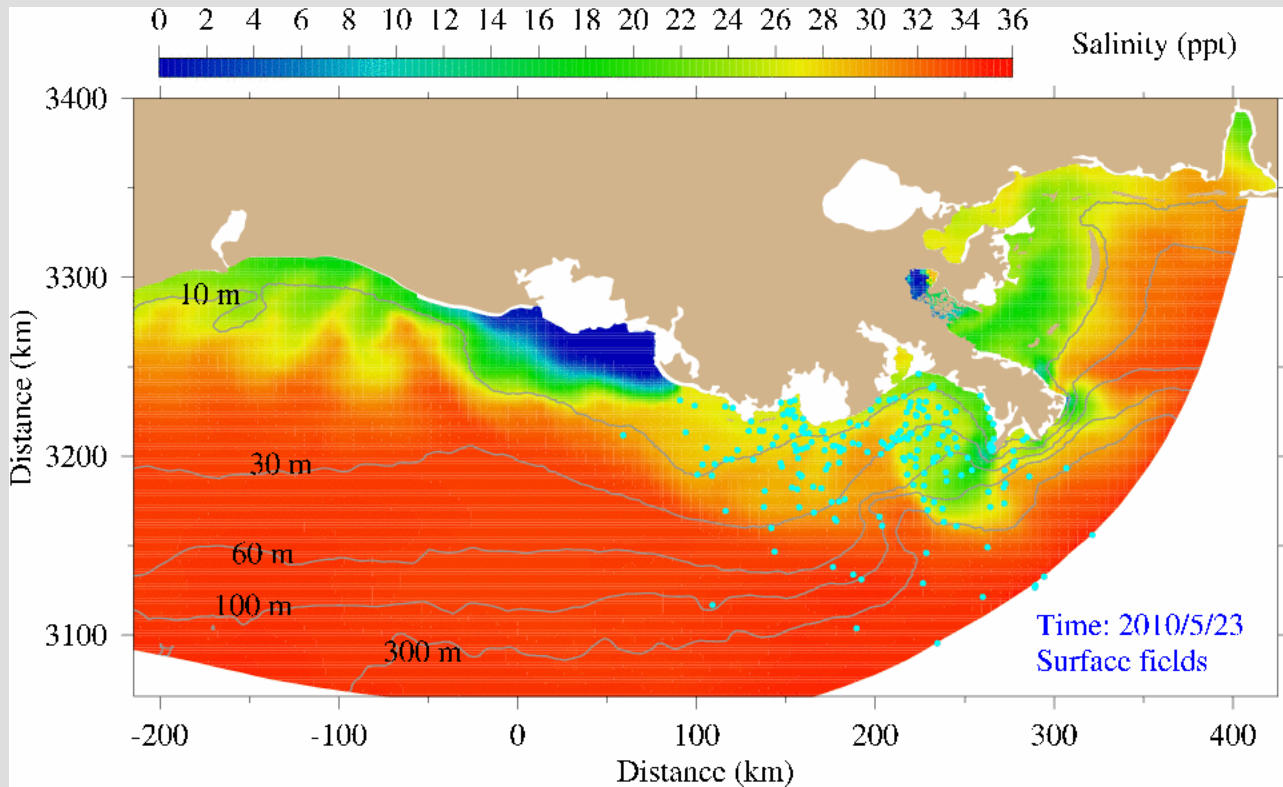 0 2 4 6 8 10 12 14 16 18 20 22 24 26 28 30 32 34 36
Salinity (ppt)
3400
3300
3200
3100
Distance (km)
10 m
30 m
60 m
100 m
300 m
Time: 2010/5/23
Surface fields
-200 -100 0 100 200 300 400
Distance (km)